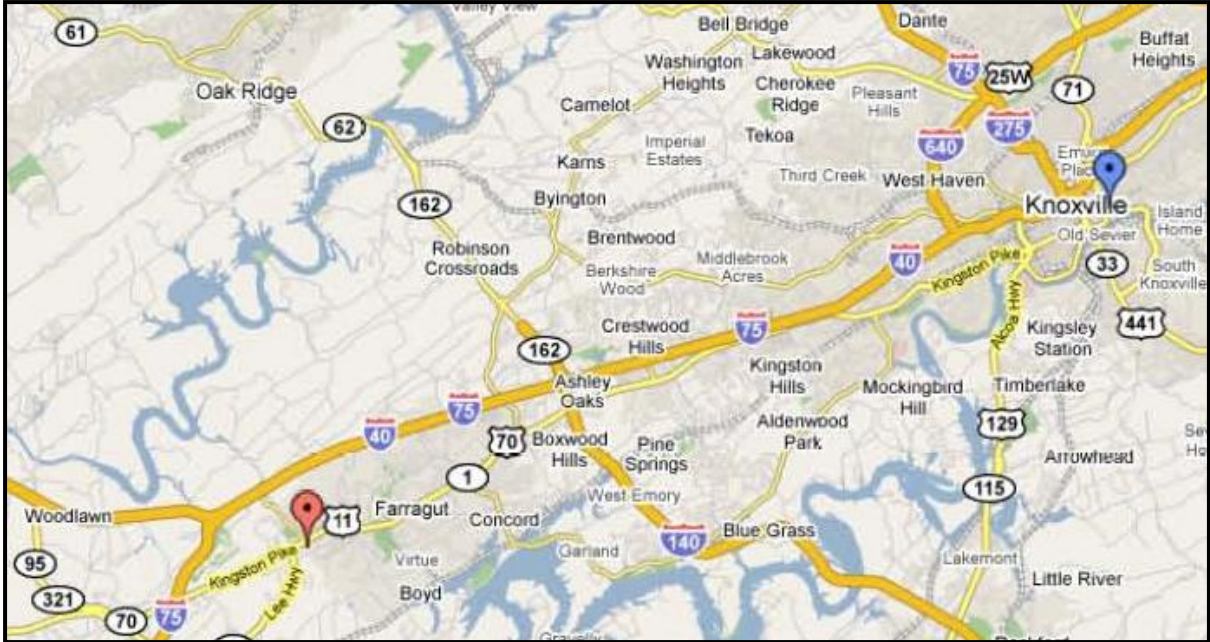 Valley View
61
Oak Ridge
62
162
Bell Bridge
Dante
Washington
Heights
Lakewood
Cherokee
Ridge
Camelot
Tekoa
Imperial
Estates
Karns
Byington
Pleasant
Hills
75
25W
71
Buffat
Heights
275
640
Third Creek
West Haven
Knoxville
Island
Home
Old Sevier
33
South
Knoxville
441
Robinson
Crossroads
Brentwood
Berkshire
Wood
Middlebrook
Acres
40
Kingston Pike
Alcoa Hwy
Kingsley
Station
Crestwood
Hills
75
162
Ashley
Oaks
Kingston
Hills
Mockingbird
Hill
Timberlake
75
40
70
Boxwood
Hills
Pine
Springs
Aldenwood
Park
129
Arrowhead
1
115
West Emory
Woodlawn
11
Farragut
Concord
140
Blue Grass
Garland
Lakemont
Little River
95
Kingston Pike
Lee Hwy
Virtue
Boyd
321
70
75